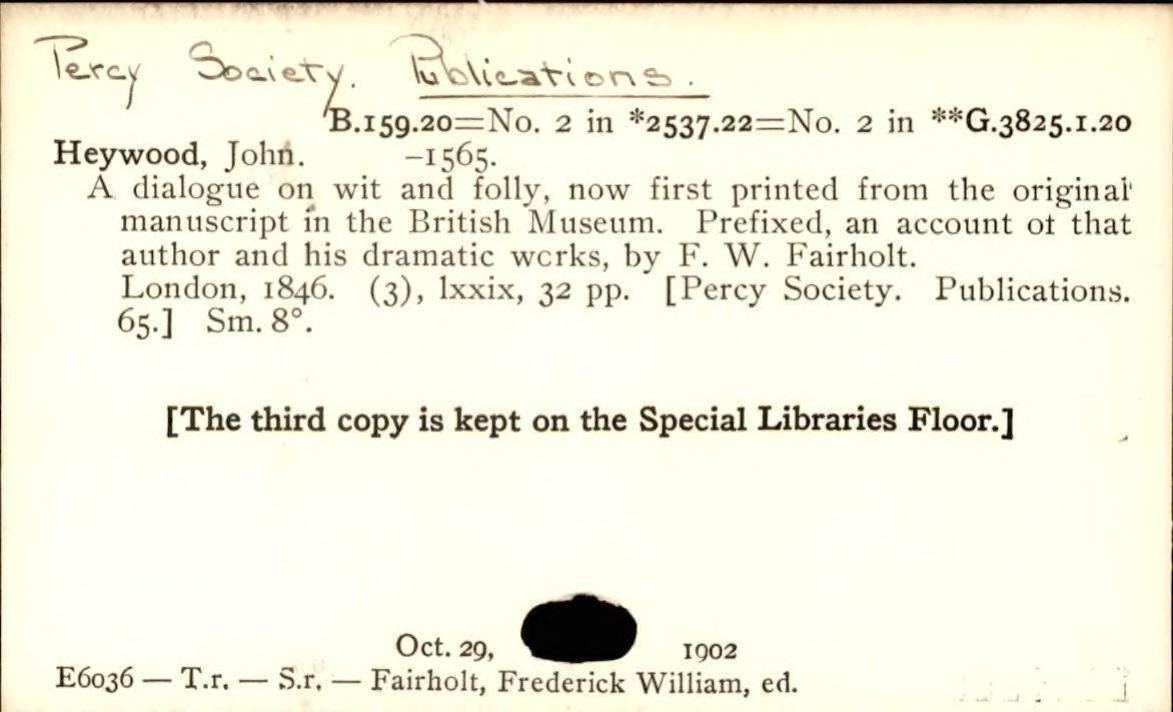 Percy Society. Publications.
B.159.20=No. 2 in *2537.22=No. 2 in **G.3825.1.20
Heywood, John. -1565.
A dialogue on wit and folly, now first printed from the original
manuscript in the British Museum. Prefixed, an account of that
author and his dramatic works, by F. W. Fairholt.
London, 1846. (3), lxxix, 32 pp. [Percy Society. Publications.
65.] Sm. 8°.
[The third copy is kept on the Special Libraries Floor.]
Oct. 29, 1902
E6036 — T.r. — S.r. — Fairholt, Frederick William, ed.